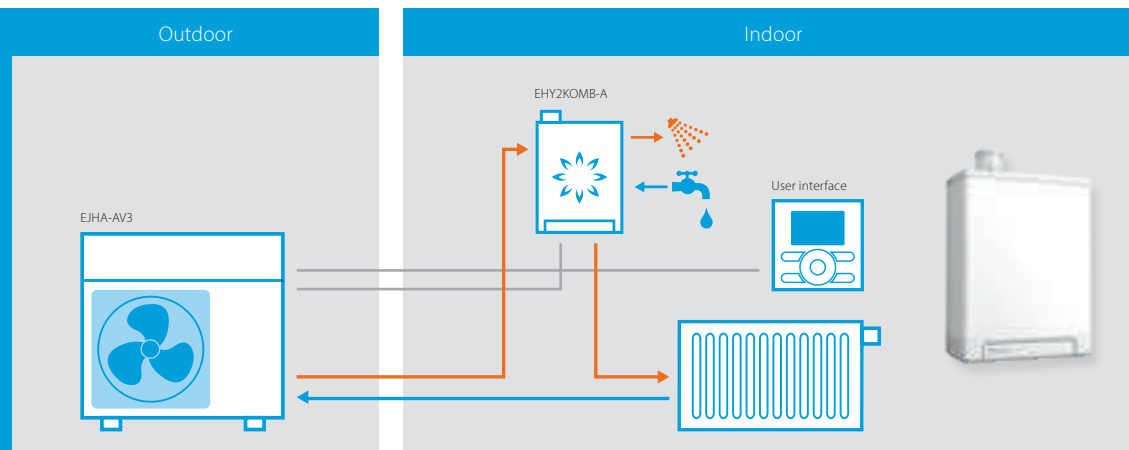 Outdoor
Indoor
EHY2KOMB-A
User interface
EJHA-AV3